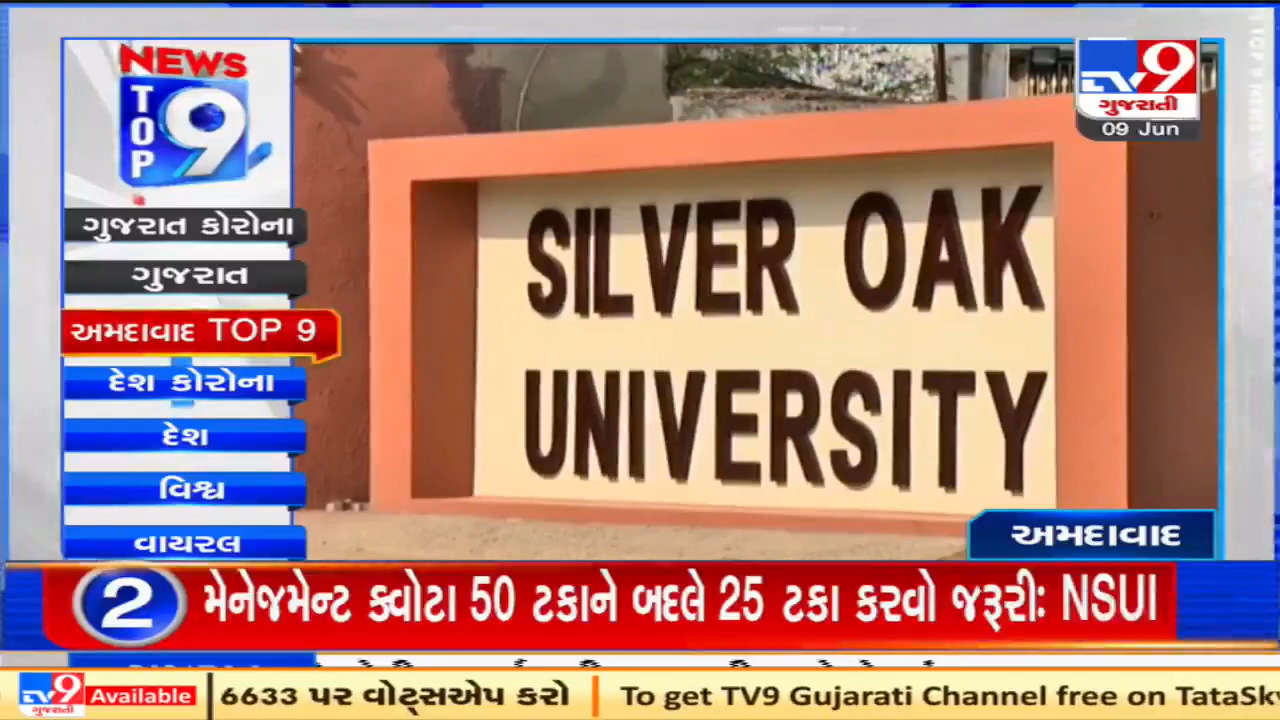 NEWS
TOP 9
TV9
ગુજરાતી
09 Jun
ગુજરાત કોરોના
ગુજરાત
અમદાવાદ TOP 9
દેશ કોરોના
દેશ
વિશ્વ
વાયરલ
SILVER OAK
UNIVERSITY
અમદાવાદ
2 મેનેજમેન્ટ ક્વોટા 50 ટકાને બદલે 25 ટકા કરવો જરૂરીઃ NSUI
TV9 ગુજરાતી Available 6633 પર વોટ્સએપ કરો To get TV9 Gujarati Channel free on TataSky